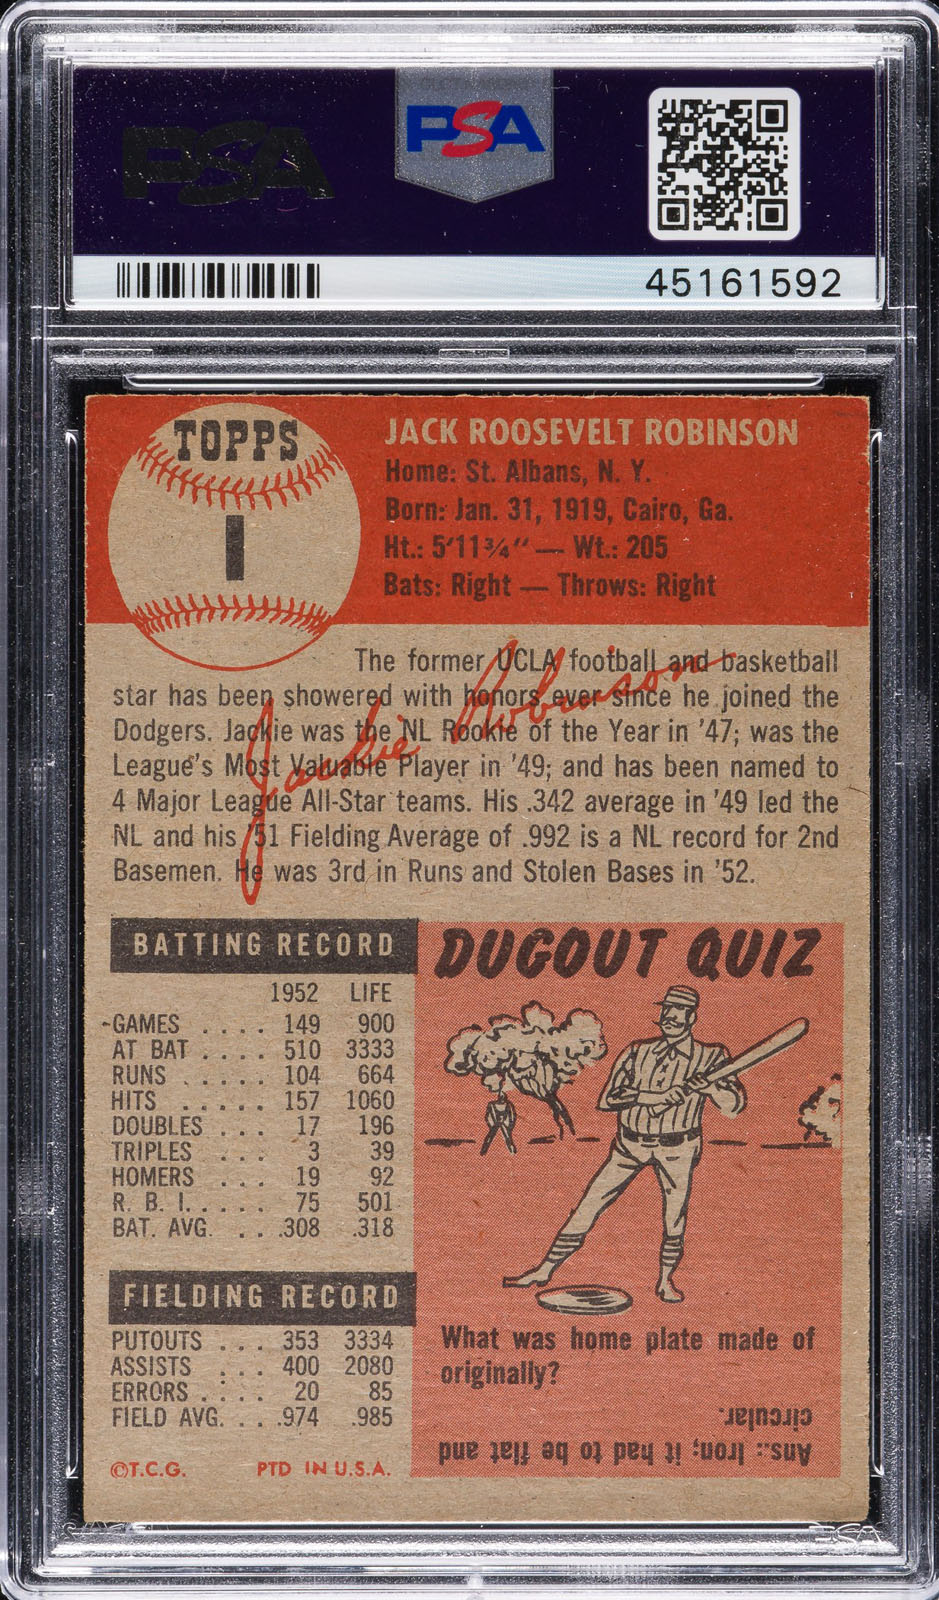 PSA
PSA
45161592
TOPPS
1
JACK ROOSEVELT ROBINSON
Home: St. Albans, N. Y.
Born: Jan. 31, 1919, Cairo, Ga.
Ht.: 5'11¾" — Wt.: 205
Bats: Right — Throws: Right
The former UCLA football and basketball
star has been showered with honors ever since he joined the
Dodgers. Jackie was the NL Rookie of the Year in '47; was the
League's Most Valuable Player in '49; and has been named to
4 Major League All-Star teams. His .342 average in '49 led the
NL and his '51 Fielding Average of .992 is a NL record for 2nd
Basemen. He was 3rd in Runs and Stolen Bases in '52.
Jackie Robinson
BATTING RECORD
1952 LIFE
GAMES .... 149 900
AT BAT .... 510 3333
RUNS ..... 104 664
HITS ..... 157 1060
DOUBLES ... 17 196
TRIPLES ... 3 39
HOMERS ... 19 92
R. B. I. .... 75 501
BAT. AVG. ... .308 .318
FIELDING RECORD
PUTOUTS ... 353 3334
ASSISTS .... 400 2080
ERRORS .... 20 85
FIELD AVG. ... .974 .985
©T.C.G. PTD IN U.S.A.
DUGOUT QUIZ
What was home plate made of
originally?
Ans.: Iron; it had to be flat and
circular.
PSA